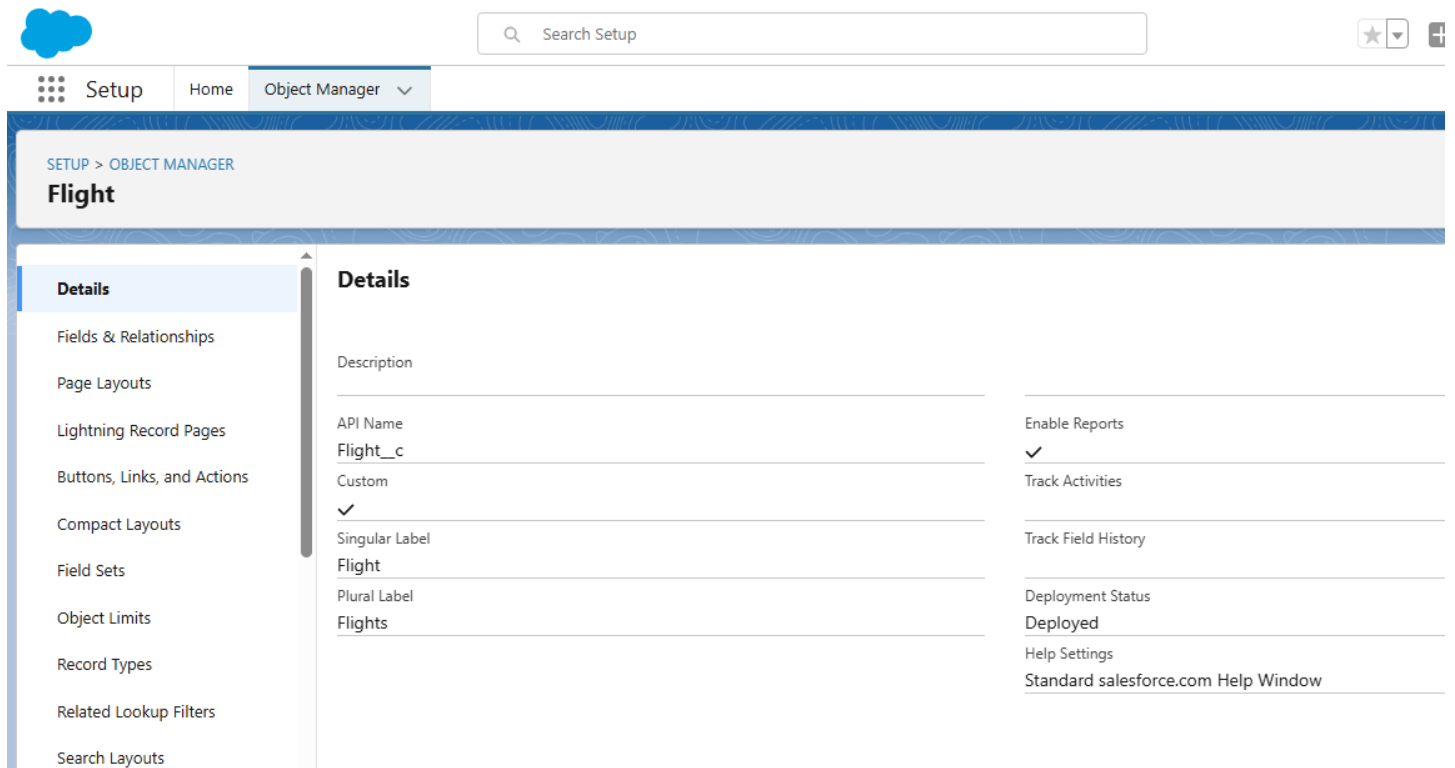 Search Setup
Setup
Home
Object Manager
SETUP > OBJECT MANAGER
Flight
Details
Fields & Relationships
Page Layouts
Lightning Record Pages
Buttons, Links, and Actions
Compact Layouts
Field Sets
Object Limits
Record Types
Related Lookup Filters
Search Layouts
Details
Description
API Name
Flight__c
Custom
Singular Label
Flight
Plural Label
Flights
Enable Reports
Track Activities
Track Field History
Deployment Status
Deployed
Help Settings
Standard salesforce.com Help Window